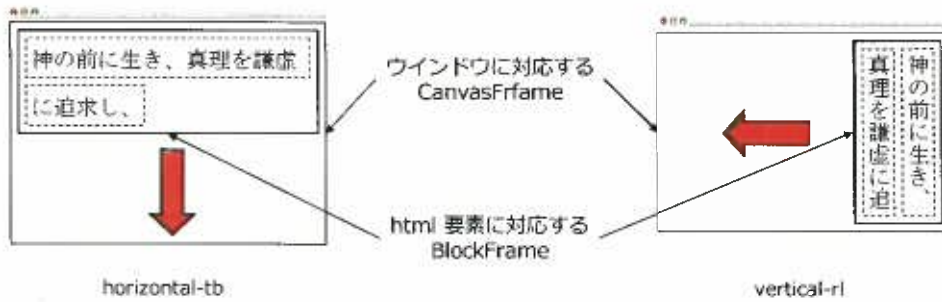 神の前に生き、真理を謙虚
に追求し、
ウインドウに対応する
CanvasFrfame
神の前に生き、
真理を謙虚に追
html 要素に対応する
BlockFrame
horizontal-tb
vertical-rl